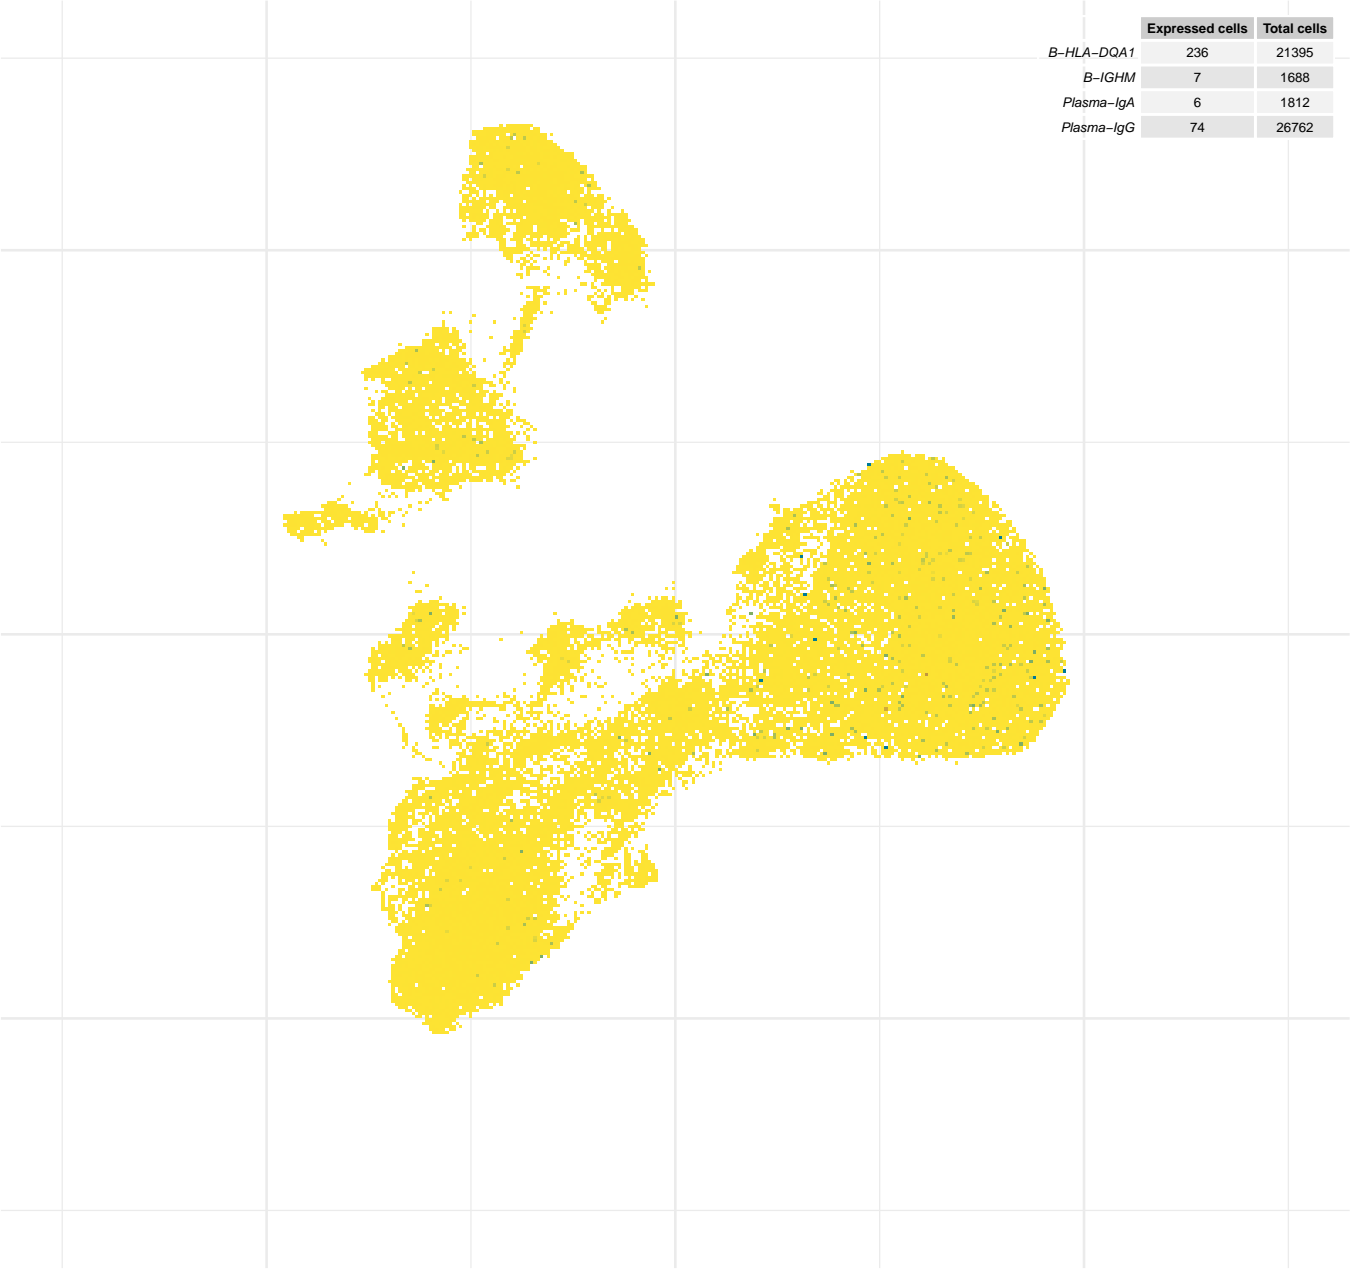 Expressed cells Total cells
B−HLA−DQA1 236 21395
B−IGHM 7 1688
Plasma−IgA 6 1812
Plasma−IgG 74 26762